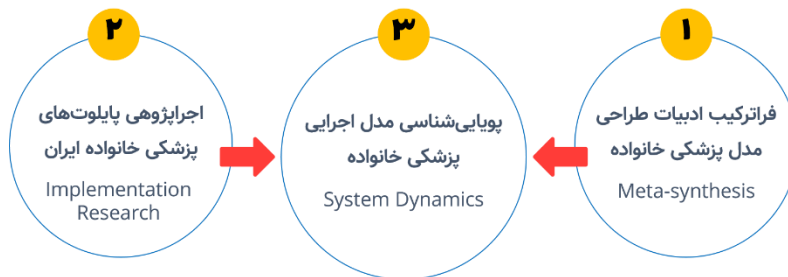 ۱
فراترکیب ادبیات طراحی
مدل پزشکی خانواده
Meta-synthesis
۲
اجراپژوهی پایلوت‌های
پزشکی خانواده ایران
Implementation
Research
۳
پویایی‌شناسی مدل اجرایی
پزشکی خانواده
System Dynamics